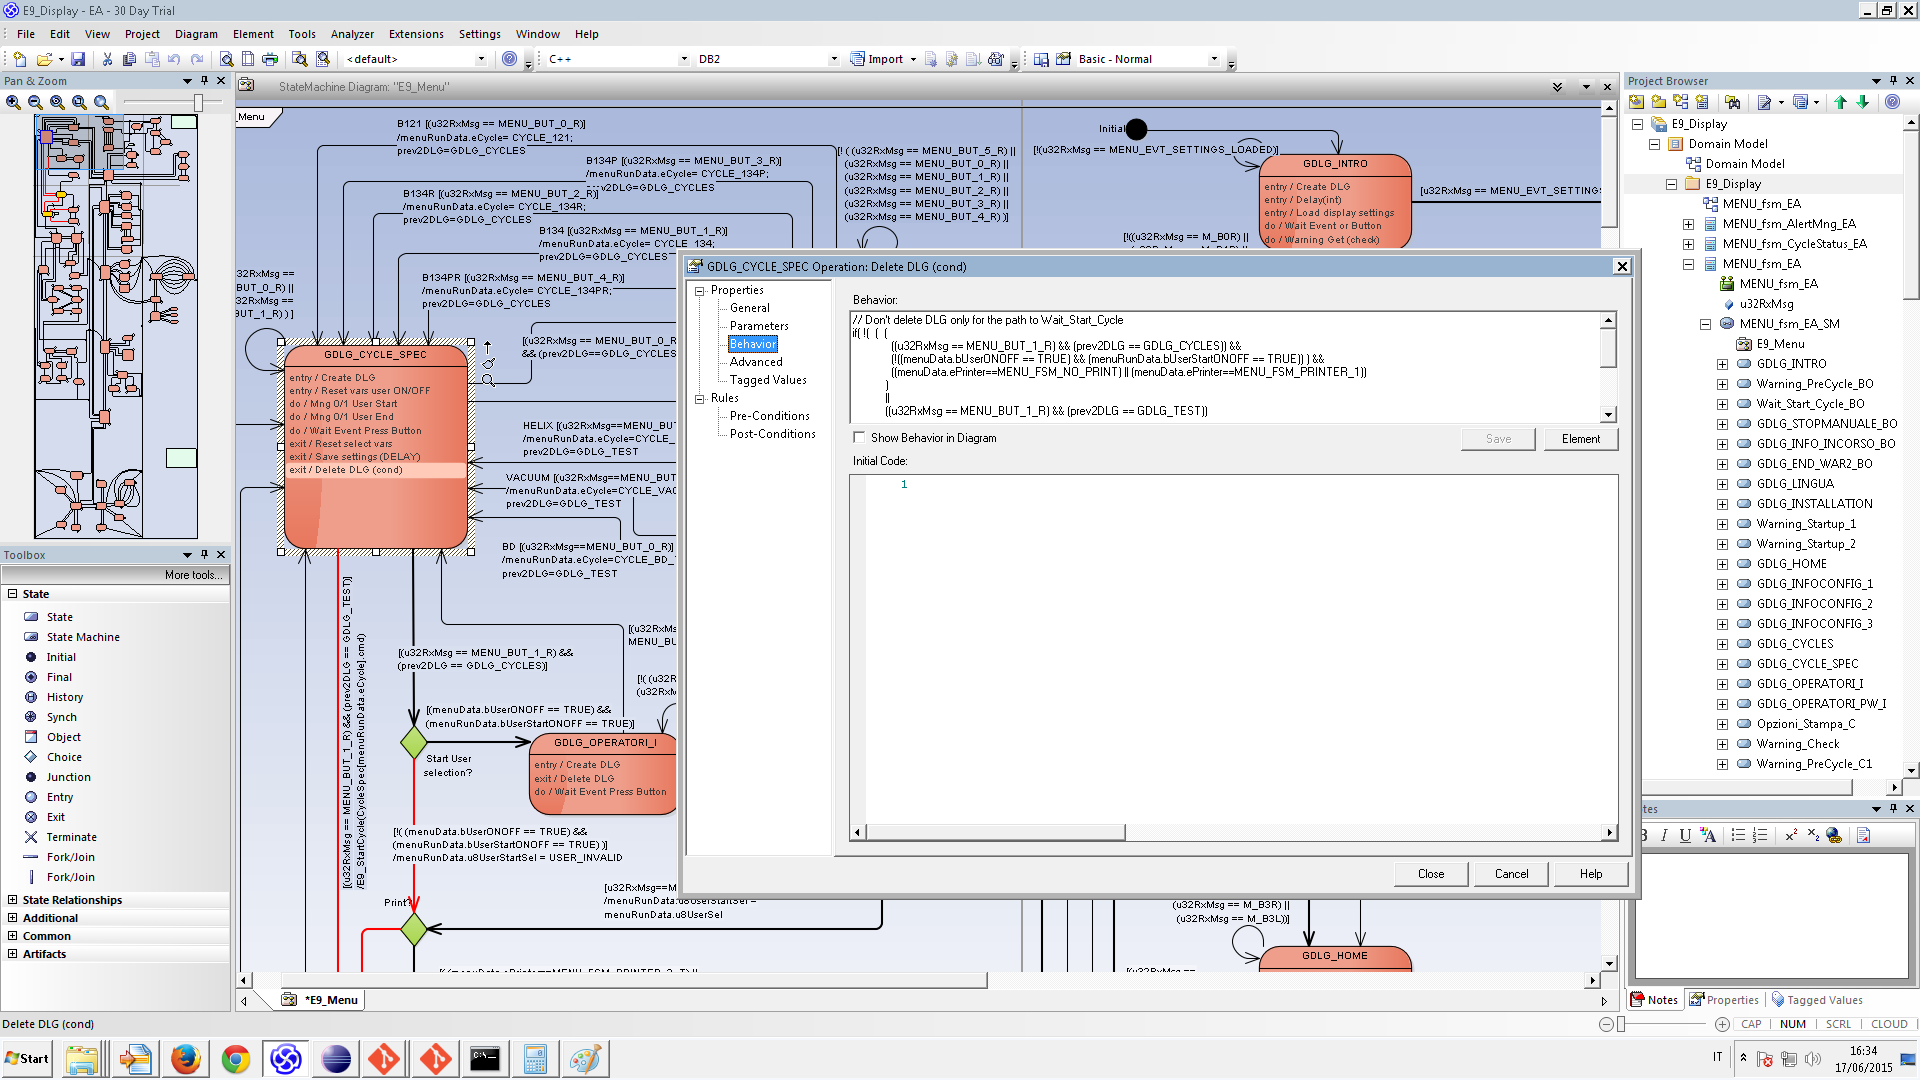 E9_Display - EA - 30 Day Trial
File Edit View Project Diagram Element Tools Analyzer Extensions Settings Window Help
<default> C++ DB2 Import Basic - Normal
Pan & Zoom
StateMachine Diagram: "E9_Menu"
Menu
B121 [(u32RxMsg == MENU_BUT_0_R)
/menuRunData.eCycle= CYCLE_121;
prev2DLG=GDLG_CYCLES
B134P [(u32RxMsg == MENU_BUT_3_R)]
/menuRunData.eCycle= CYCLE_134P;
prev2DLG=GDLG_CYCLES
B134R [(u32RxMsg == MENU_BUT_2_R)]
/menuRunData.eCycle= CYCLE_134R;
prev2DLG=GDLG_CYCLES
B134 [(u32RxMsg == MENU_BUT_1_R)]
/menuRunData.eCycle= CYCLE_134;
prev2DLG=GDLG_CYCLES
B134PR [(u32RxMsg == MENU_BUT_4_R)]
/menuRunData.eCycle= CYCLE_134PR;
prev2DLG=GDLG_CYCLES
[! ( (u32RxMsg == MENU_BUT_5_R) ||
(u32RxMsg == MENU_BUT_0_R) ||
(u32RxMsg == MENU_BUT_1_R) ||
(u32RxMsg == MENU_BUT_2_R) ||
(u32RxMsg == MENU_BUT_3_R) ||
(u32RxMsg == MENU_BUT_4_R) )]
Initial
[!(u32RxMsg == MENU_EVT_SETTINGS_LOADED)]
GDLG_INTRO
entry / Create DLG
entry / Delay(int)
entry / Load display settings
do / Wait Event or Button
do / Warning Get (check)
[u32RxMsg == MENU_EVT_SETTINGS
[!((u32RxMsg == M_B0R) ||
32RxMsg ==
BUT_0_R) ||
32RxMsg ==
BUT_1_R) ) ]
GDLG_CYCLE_SPEC
entry / Create DLG
entry / Reset vars user ON/OFF
do / Mng 0/1 User Start
do / Mng 0/1 User End
do / Wait Event Press Button
exit / Reset select vars
exit / Save settings (DELAY)
exit / Delete DLG (cond)
[(u32RxMsg == MENU_BUT_0
&& (prev2DLG==GDLG_CYCLES
HELIX [(u32RxMsg==MENU_BUT
/menuRunData.eCycle=CYCLE_
prev2DLG=GDLG_TEST
VACUUM [(u32RxMsg==MENU_BUT
/menuRunData.eCycle=CYCLE_VAC
prev2DLG=GDLG_TEST
BD [(u32RxMsg==MENU_BUT_0_R)]
/menuRunData.eCycle=CYCLE_BD_
prev2DLG=GDLG_TEST
[(u32RxMsg == MENU_BUT_1_R) && (prev2DLG == GDLG_TEST)]
/E9_StartCycle(CycleSpec[menuRunData.eCycle].cmd)
[(u32RxMsg == MENU_BUT_1_R) &&
(prev2DLG == GDLG_CYCLES)]
[(u32RxMs
MENU_BU
[!( (u32Rx
(u32RxMsg
[(menuData.bUserONOFF == TRUE) &&
(menuRunData.bUserStartONOFF == TRUE)]
Start User
selection?
GDLG_OPERATORI_I
entry / Create DLG
exit / Delete DLG
do / Wait Event Press Button
[!( (menuData.bUserONOFF == TRUE) &&
(menuRunData.bUserStartONOFF == TRUE) )]
/menuRunData.u8UserStartSel = USER_INVALID
Print?
[u32RxMsg==M
/menuRunData.u8UserStartSel =
menuRunData.u8UserSel
(u32RxMsg == M_B3R) ||
(u32RxMsg == M_B3L))]
GDLG_HOME
GDLG_CYCLE_SPEC Operation: Delete DLG (cond)
Properties
General
Parameters
Behavior
Advanced
Tagged Values
Rules
Pre-Conditions
Post-Conditions
Behavior:
// Don't delete DLG only for the path to Wait_Start_Cycle
if( !( ( (
((u32RxMsg == MENU_BUT_1_R) && (prev2DLG == GDLG_CYCLES)) &&
(!((menuData.bUserONOFF == TRUE) && (menuRunData.bUserStartONOFF == TRUE)) ) &&
((menuData.ePrinter==MENU_FSM_NO_PRINT) || (menuData.ePrinter==MENU_FSM_PRINTER_1))
)
||
((u32RxMsg == MENU_BUT_1_R) && (prev2DLG == GDLG_TEST))
Show Behavior in Diagram Save Element
Initial Code:
1
Close Cancel Help
Toolbox
More tools...
State
State
State Machine
Initial
Final
History
Synch
Object
Choice
Junction
Entry
Exit
Terminate
Fork/Join
Fork/Join
State Relationships
Additional
Common
Artifacts
*E9_Menu
Project Browser
E9_Display
Domain Model
Domain Model
E9_Display
MENU_fsm_EA
MENU_fsm_AlertMng_EA
MENU_fsm_CycleStatus_EA
MENU_fsm_EA
MENU_fsm_EA
u32RxMsg
MENU_fsm_EA_SM
E9_Menu
GDLG_INTRO
Warning_PreCycle_BO
Wait_Start_Cycle_BO
GDLG_STOPMANUALE_BO
GDLG_INFO_INCORSO_BO
GDLG_END_WAR2_BO
GDLG_LINGUA
GDLG_INSTALLATION
Warning_Startup_1
Warning_Startup_2
GDLG_HOME
GDLG_INFOCONFIG_1
GDLG_INFOCONFIG_2
GDLG_INFOCONFIG_3
GDLG_CYCLES
GDLG_CYCLE_SPEC
GDLG_OPERATORI_I
GDLG_OPERATORI_PW_I
Opzioni_Stampa_C
Warning_Check
Warning_PreCycle_C1
tes
B I U
Notes Properties Tagged Values
Delete DLG (cond)
CAP NUM SCRL CLOUD
Start
IT
16:34
17/06/2015